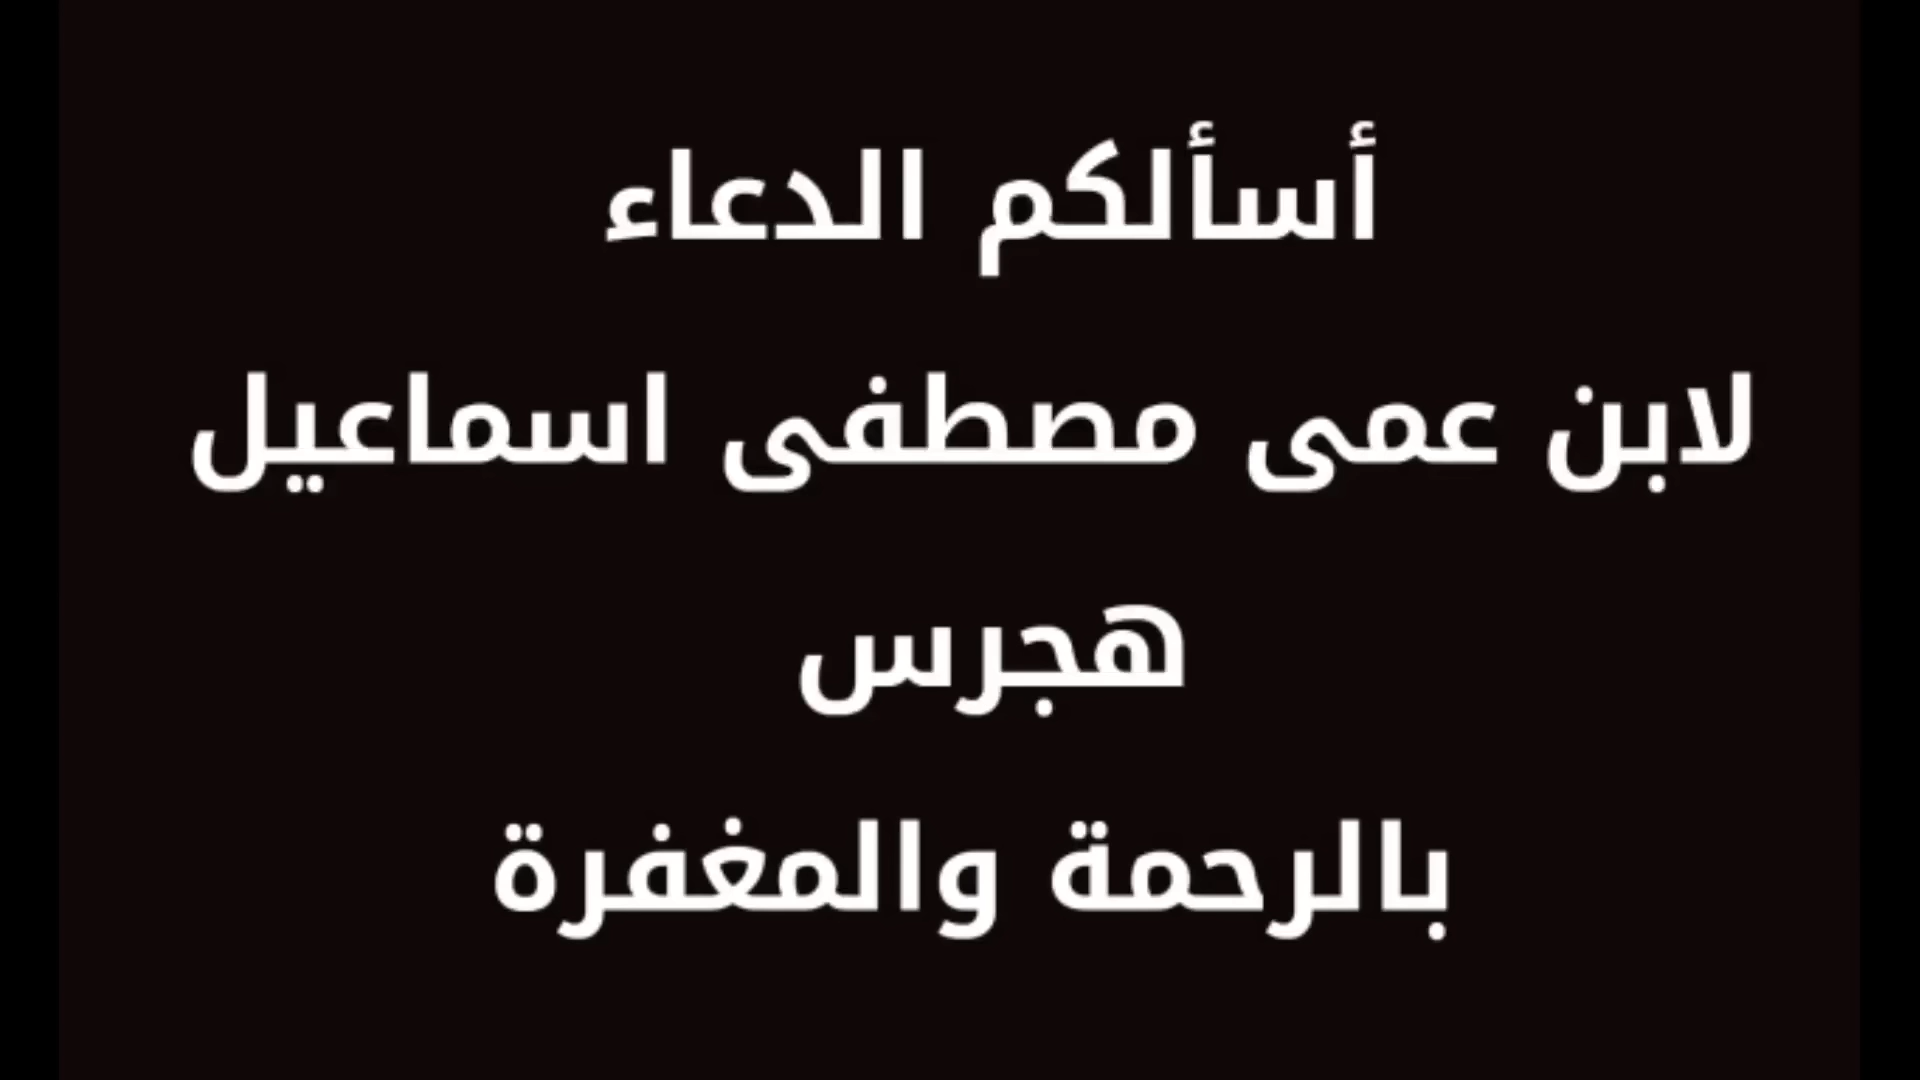 أسألكم الدعاء
لابن عمى مصطفى اسماعيل
هجرس
بالرحمة والمغفرة